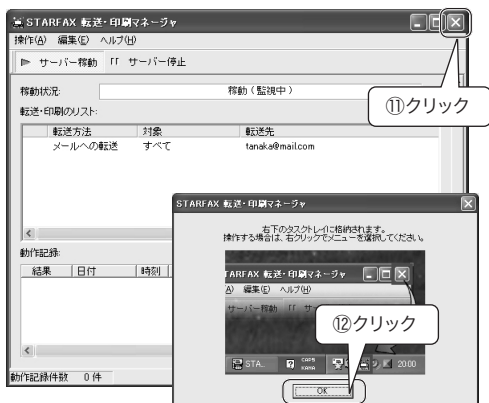 STARFAX 転送・印刷マネージャ
操作(A) 編集(E) ヘルプ(H)
サーバー稼動 サーバー停止
稼動状況: 稼動（監視中）
⑪クリック
転送・印刷のリスト:
転送方法 対象 転送先
メールへの転送 すべて tanaka@mail.com
STARFAX 転送・印刷マネージャ
右下のタスクトレイに格納されます。
操作する場合は、右クリックでメニューを選択してください。
動作記録:
結果 日付 時刻
TARFAX 転送・印刷マネージャ
A) 編集(E) ヘルプ(H)
サーバー稼動
⑫クリック
STA... CAPS KANA 20:00
OK
動作記録件数 0 件